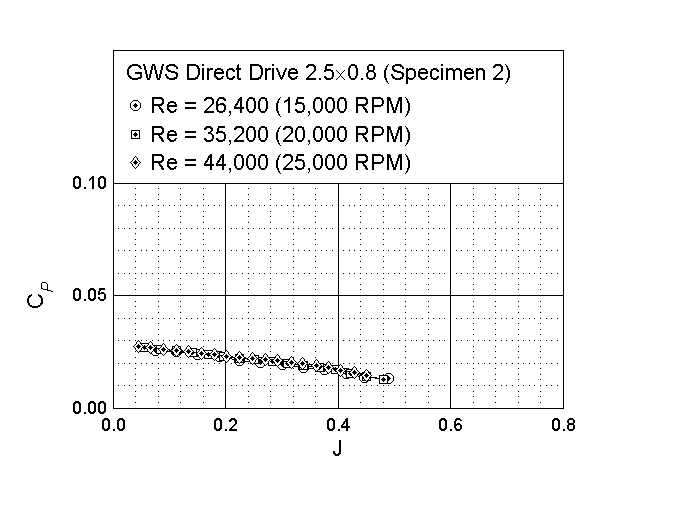 GWS Direct Drive 2.5×0.8 (Specimen 2)
Re = 26,400 (15,000 RPM)
Re = 35,200 (20,000 RPM)
Re = 44,000 (25,000 RPM)
0.10
0.05
0.00
C_P
0.0 0.2 0.4 0.6 0.8
J